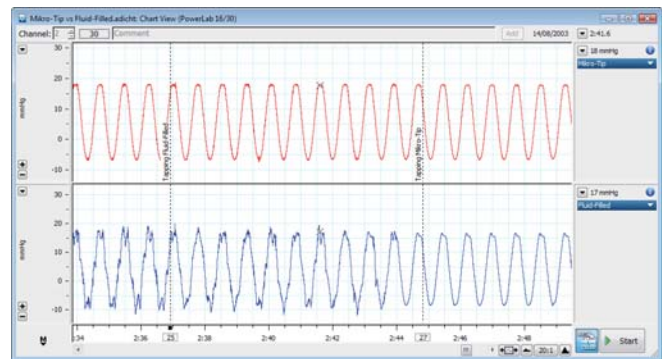 Mikro-Tip vs Fluid-Filled.adicht: Chart View (PowerLab 16/30)
Channel: 2 30 Comment Add 14/08/2003 2:41.6
30
20
10
0
-10
mmHg
Tapping Fluid-Filled
Tapping Mikro-Tip
18 mmHg
Mikro-Tip
30
20
10
0
-10
mmHg
17 mmHg
Fluid-Filled
2:34 2:36 25 2:38 2:40 2:42 2:44 27 2:46 2:48
20:1 Start